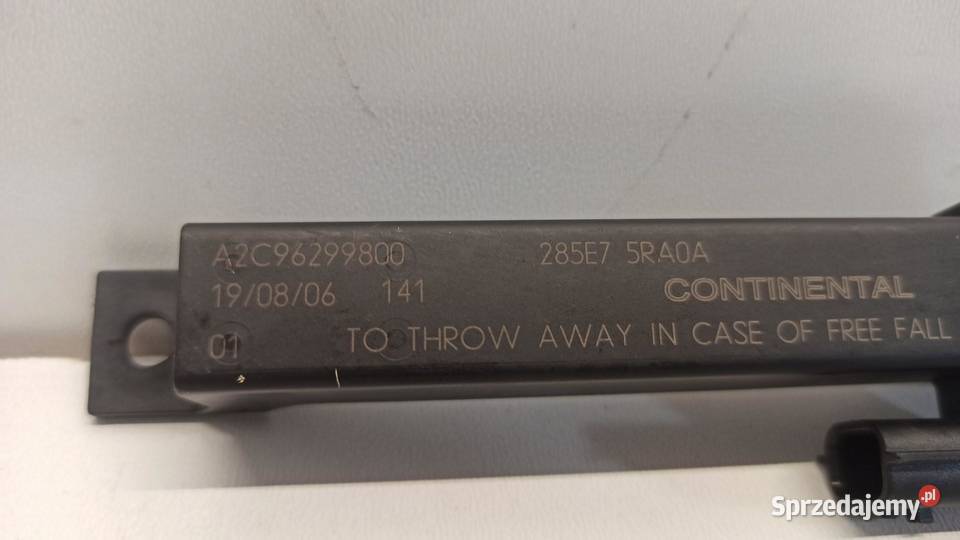 A2C96299800 285E7 5RA0A
19/08/06 141 CONTINENTAL
01 TO THROW AWAY IN CASE OF FREE FALL
Sprzedajemy.pl